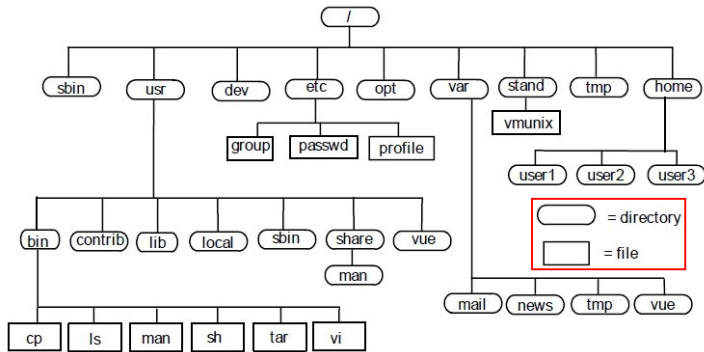 /
sbin usr dev etc opt var stand tmp home
group passwd profile vmunix
user1 user2 user3
bin contrib lib local sbin share vue
man
= directory
= file
mail news tmp vue
cp ls man sh tar vi